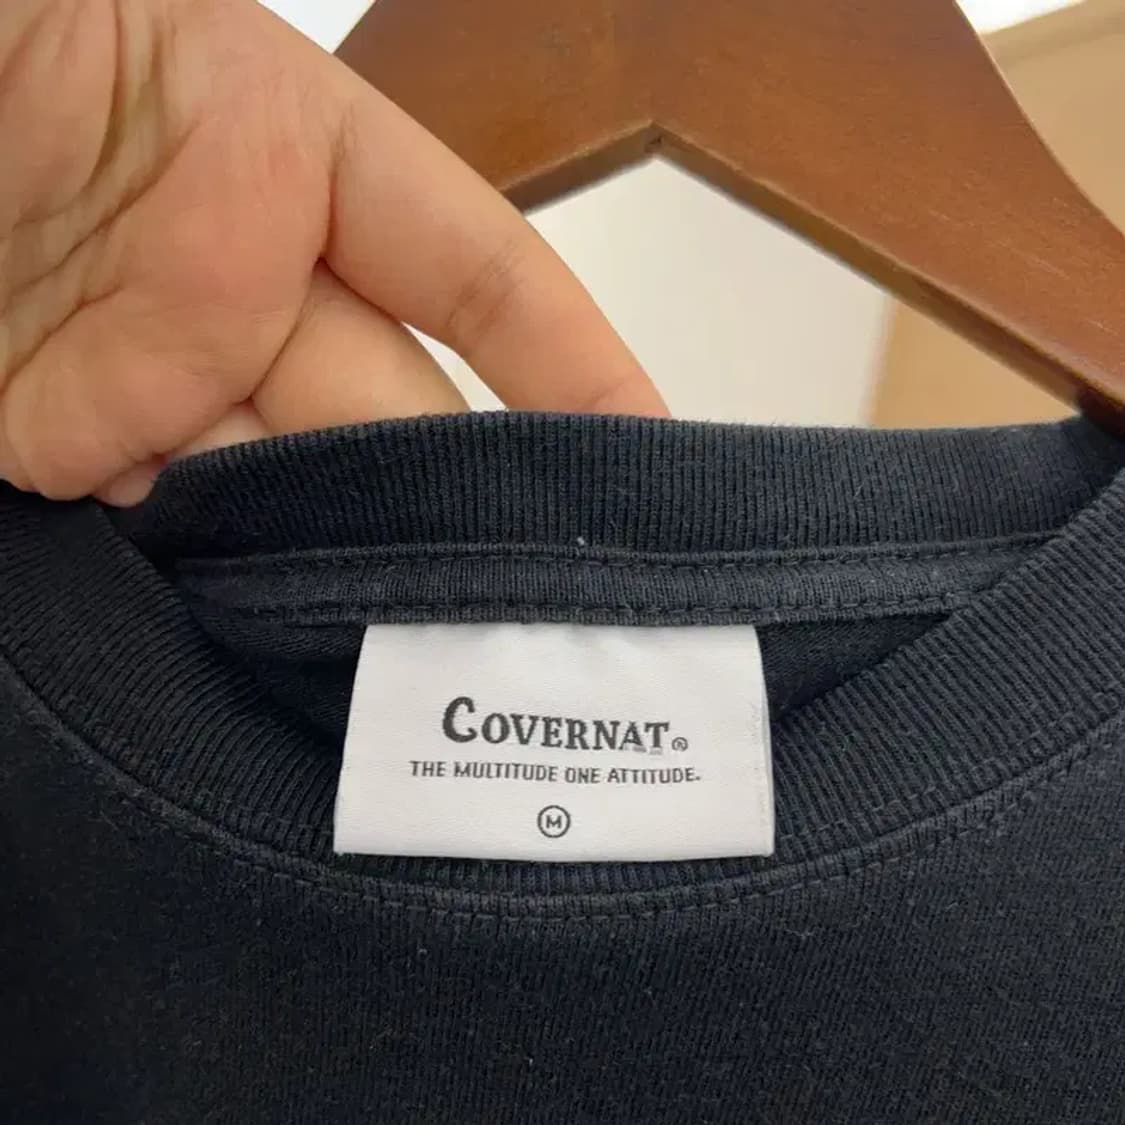 COVERNAT®
THE MULTITUDE ONE ATTITUDE.
M